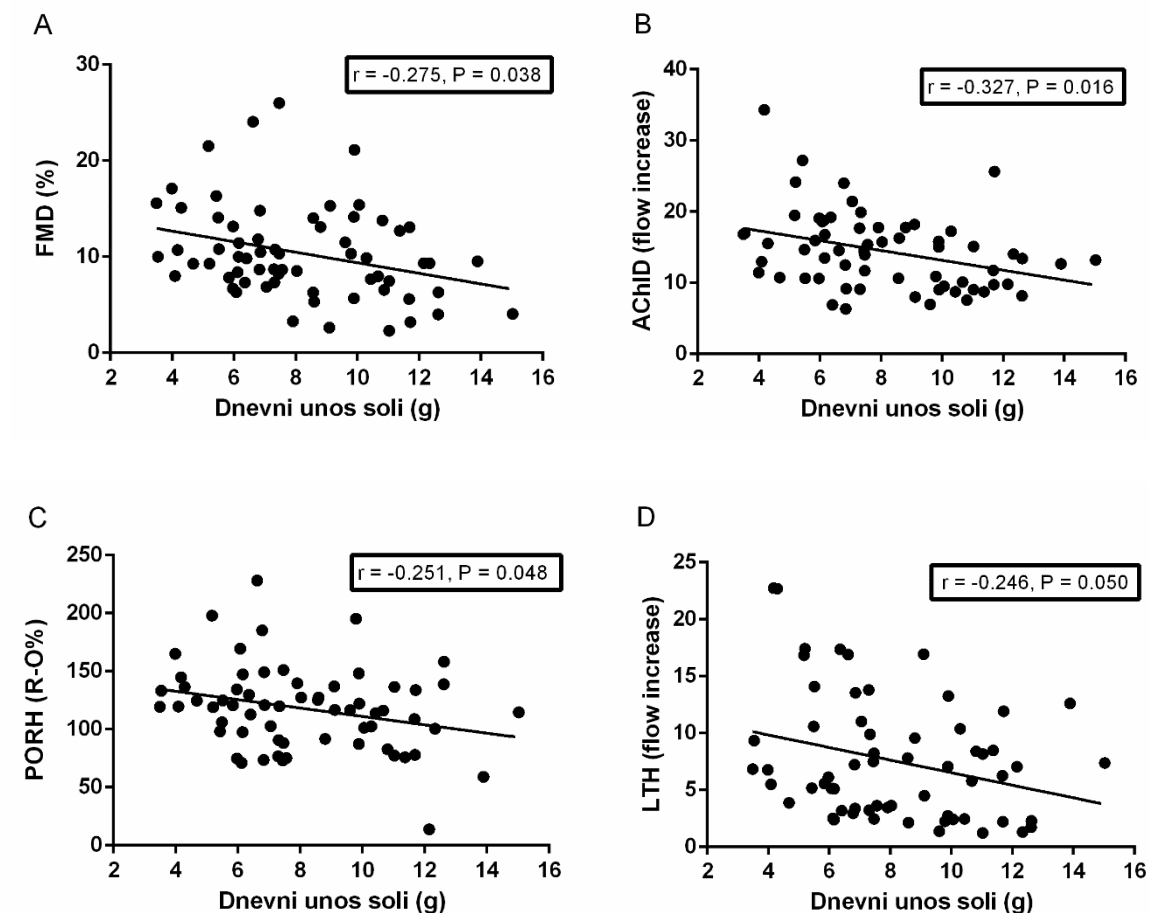 A
r = -0.275, P = 0.038
FMD (%)
30
20
10
0
2 4 6 8 10 12 14 16
Dnevni unos soli (g)
B
r = -0.327, P = 0.016
AChID (flow increase)
40
30
20
10
0
2 4 6 8 10 12 14 16
Dnevni unos soli (g)
C
r = -0.251, P = 0.048
PORH (R-O%)
250
200
150
100
50
0
2 4 6 8 10 12 14 16
Dnevni unos soli (g)
D
r = -0.246, P = 0.050
LTH (flow increase)
25
20
15
10
5
0
2 4 6 8 10 12 14 16
Dnevni unos soli (g)